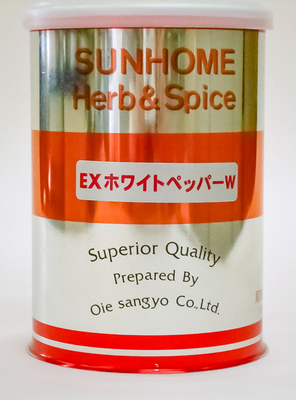 SUNHOME
Herb & Spice
EXホワイトペッパーW
Superior Quality
Prepared By
Oie sangyo Co.,Ltd.